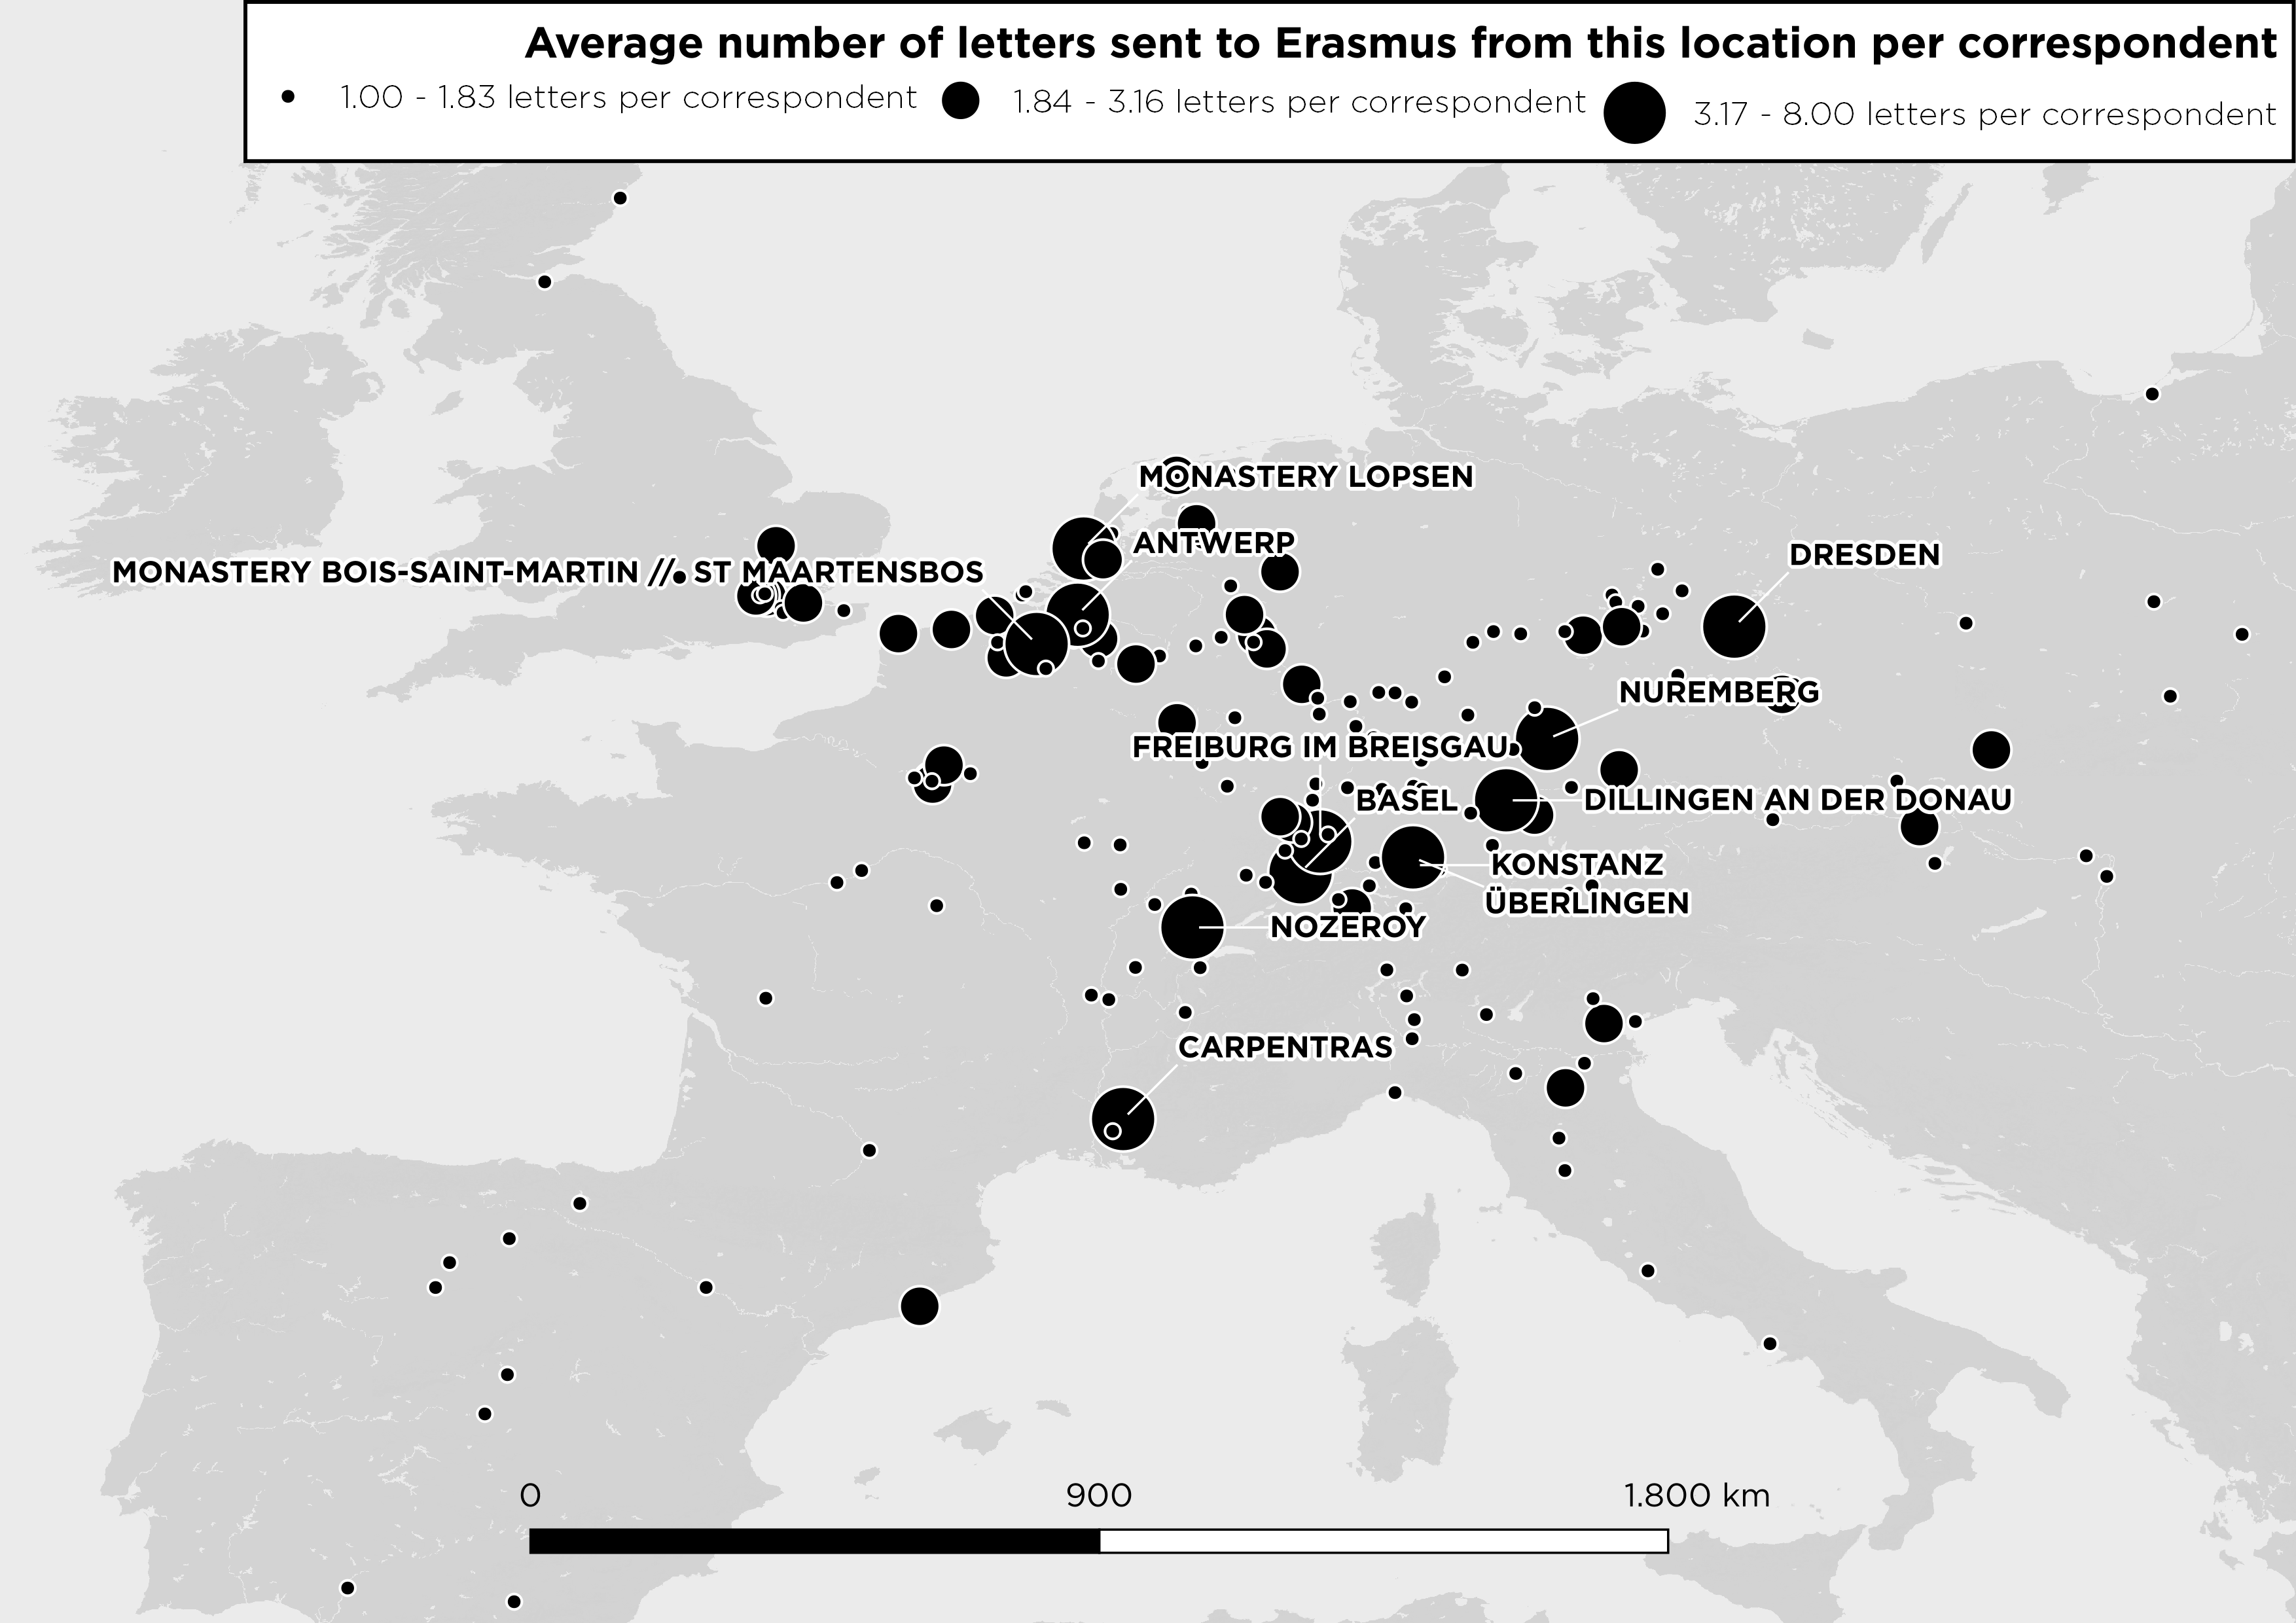 Average number of letters sent to Erasmus from this location per correspondent
1.00 - 1.83 letters per correspondent 1.84 - 3.16 letters per correspondent 3.17 - 8.00 letters per correspondent
MONASTERY LOPSEN
ANTWERP
DRESDEN
MONASTERY BOIS-SAINT-MARTIN // ST MAARTENSBOS
NUREMBERG
FREIBURG IM BREISGAU
BASEL
DILLINGEN AN DER DONAU
KONSTANZ
ÜBERLINGEN
NOZEROY
CARPENTRAS
0 900 1.800 km